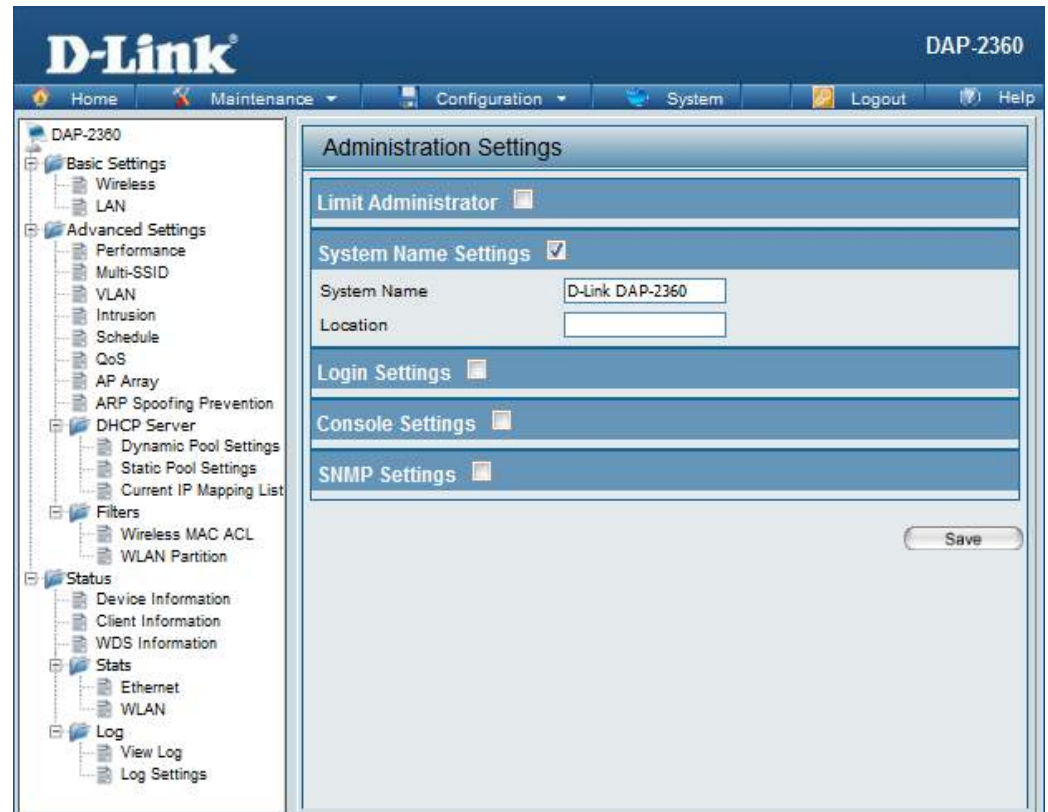 D-Link
DAP-2360
Home Maintenance Configuration System Logout Help
DAP-2360
Basic Settings
Wireless
LAN
Advanced Settings
Performance
Multi-SSID
VLAN
Intrusion
Schedule
QoS
AP Array
ARP Spoofing Prevention
DHCP Server
Dynamic Pool Settings
Static Pool Settings
Current IP Mapping List
Filters
Wireless MAC ACL
WLAN Partition
Status
Device Information
Client Information
WDS Information
Stats
Ethernet
WLAN
Log
View Log
Log Settings
Administration Settings
Limit Administrator
System Name Settings
System Name D-Link DAP-2360
Location
Login Settings
Console Settings
SNMP Settings
Save